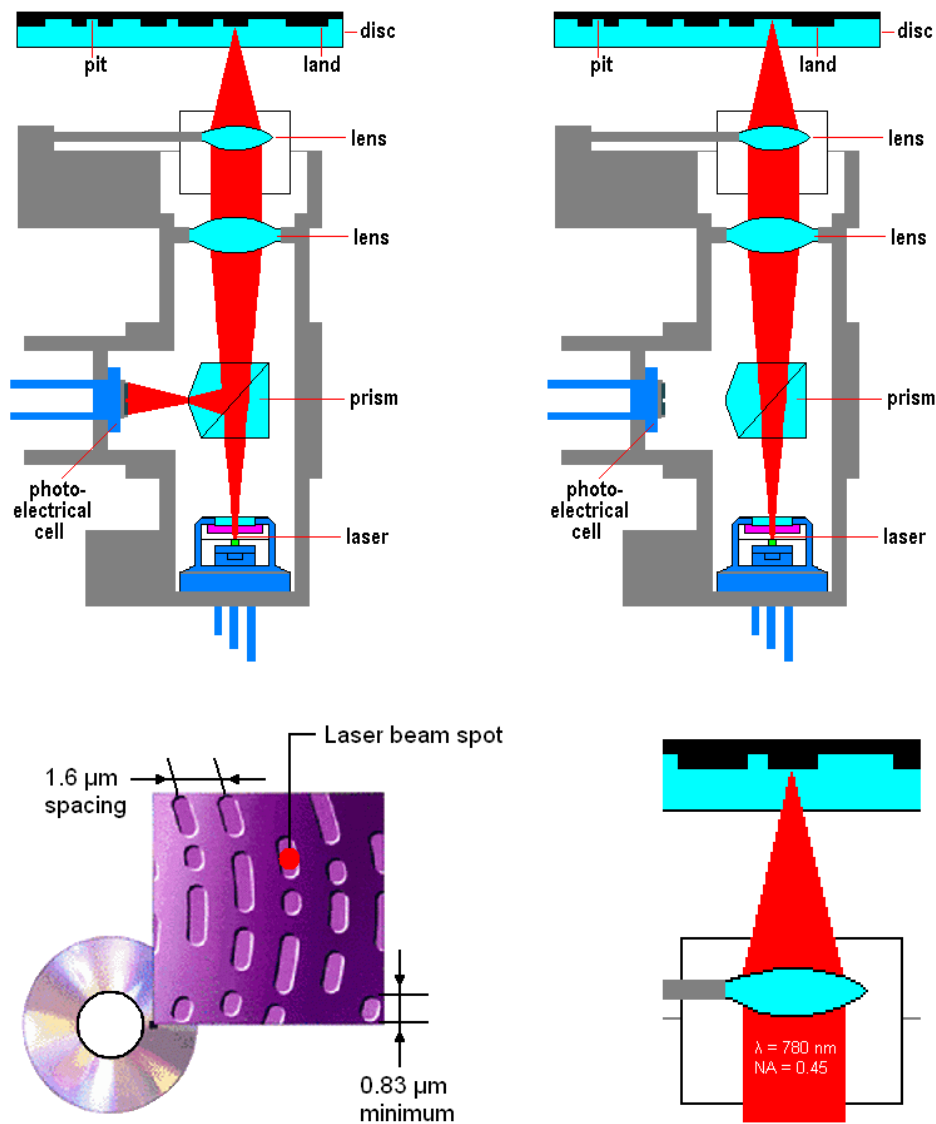 disc
pit
land
lens
lens
prism
photo-
electrical
cell
laser
disc
pit
land
lens
lens
prism
photo-
electrical
cell
laser
Laser beam spot
1.6 µm
spacing
0.83 µm
minimum
λ = 780 nm
NA = 0.45